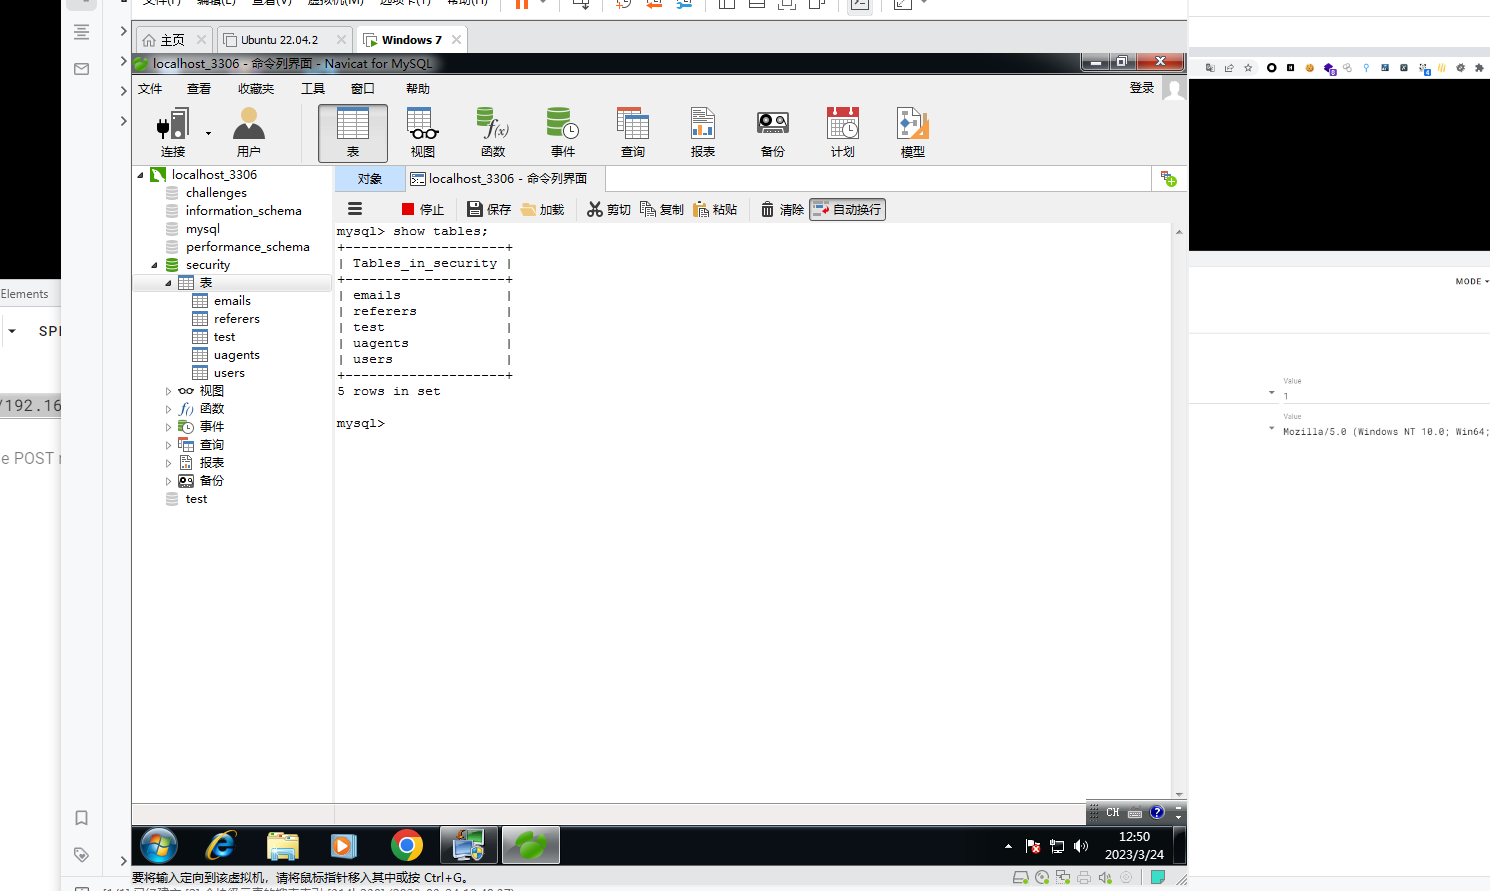 主页
Ubuntu 22.04.2
Windows 7
localhost_3306 - 命令列界面 - Navicat for MySQL
文件 查看 收藏夹 工具 窗口 帮助
登录
连接 用户 表 视图 函数 事件 查询 报表 备份 计划 模型
localhost_3306
challenges
information_schema
mysql
performance_schema
security
表
emails
referers
test
uagents
users
视图
函数
事件
查询
报表
备份
test
对象
localhost_3306 - 命令列界面
停止 保存 加载 剪切 复制 粘贴 清除 自动换行
mysql> show tables;
+--------------------+
| Tables_in_security |
+--------------------+
| emails |
| referers |
| test |
| uagents |
| users |
+--------------------+
5 rows in set
mysql>
CH
12:50
2023/3/24
要将输入定向到该虚拟机，请将鼠标指针移入其中或按 Ctrl+G。
Elements
/192.16
e POST
MODE
Value
1
Value
Mozilla/5.0 (Windows NT 10.0; Win64;